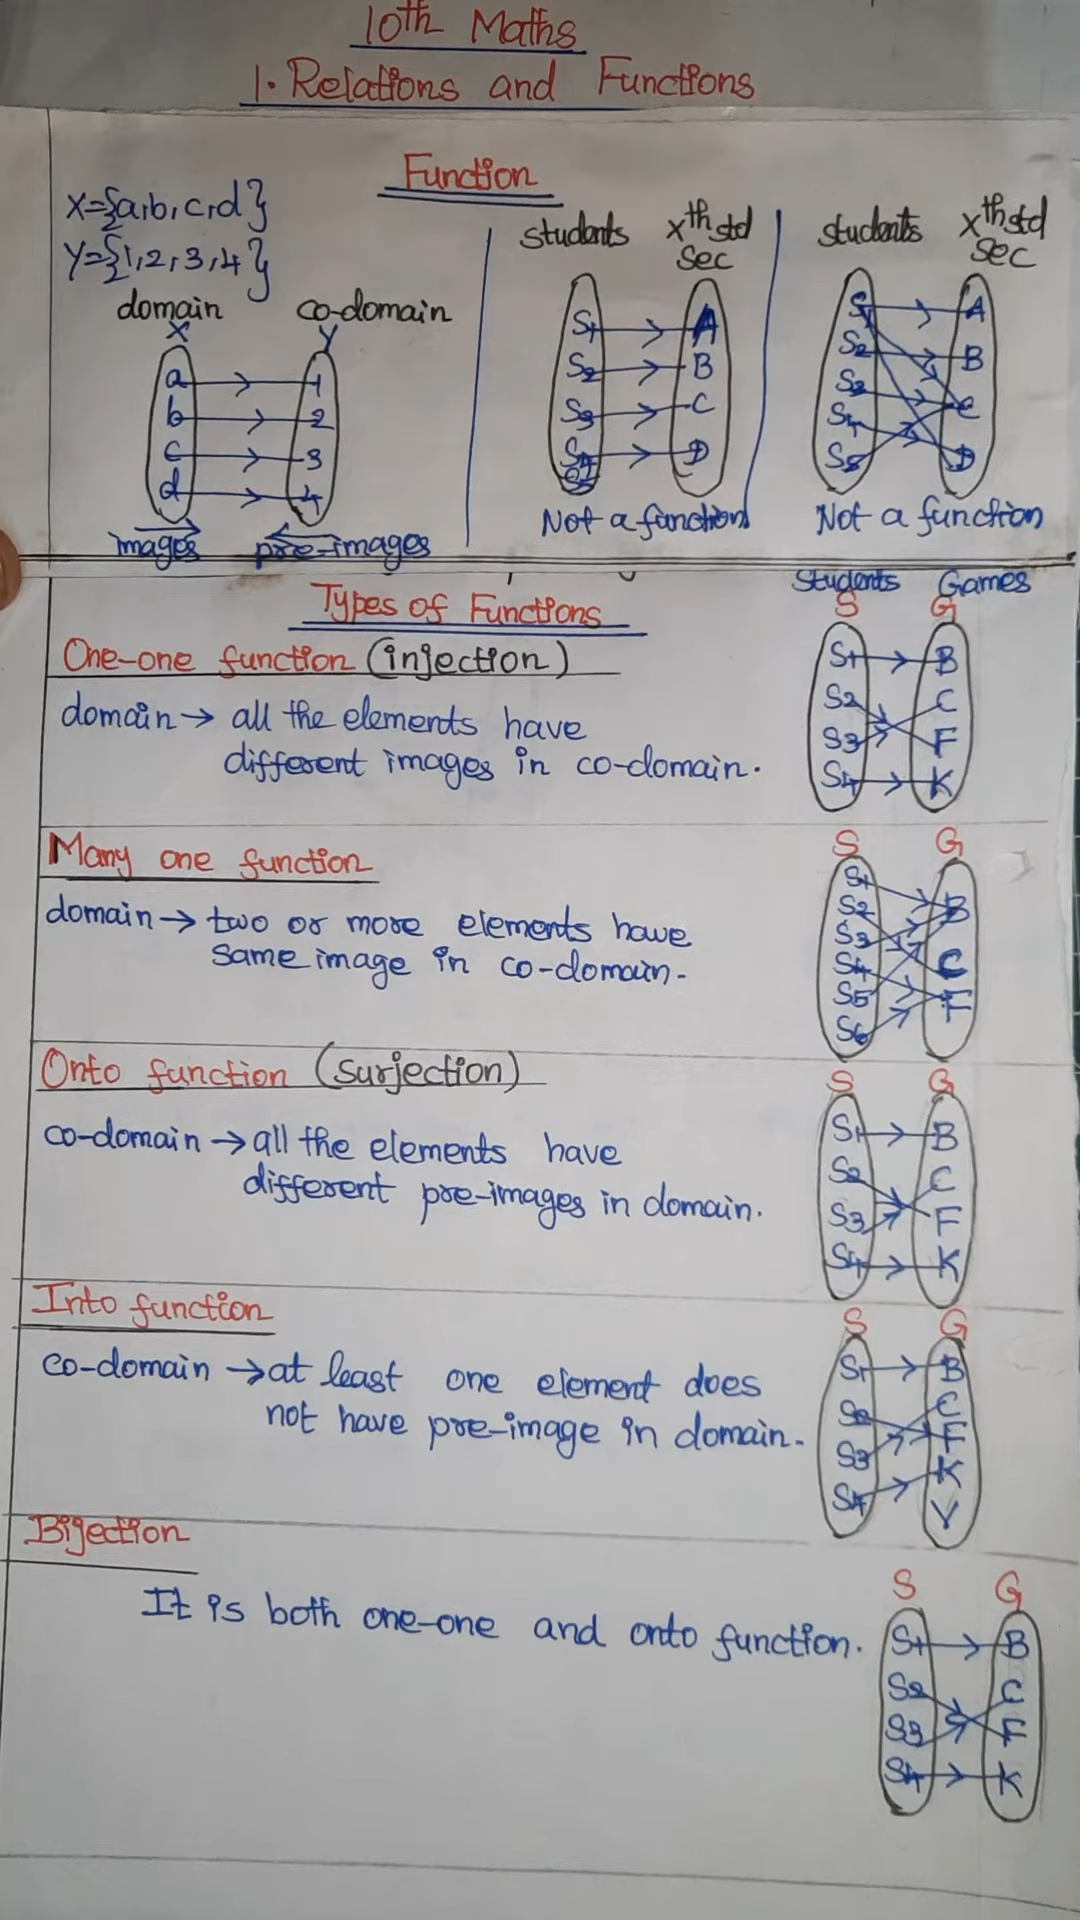 10th Maths
1. Relations and Functions
Function
X={a,b,c,d}
Y={1,2,3,4}
domain co-domain
X Y
a 1
b 2
c 3
d 4
images pre-images
students Xth std
sec
S1 A
S2 B
S3 C
S4 D
Not a function
students Xth std
sec
S1 A
S2 B
S3 C
S4 D
S5
Not a function
Types of Functions
Students Games
S G
One-one function (injection)
domain → all the elements have
different images in co-domain.
S1 B
S2 C
S3 F
S4 K
Many one function
domain → two or more elements have
same image in co-domain.
S G
S1 B
S2 C
S3 F
S4
S5
S6
Onto function (surjection)
co-domain → all the elements have
different pre-images in domain.
S G
S1 B
S2 C
S3 F
S4 K
Into function
co-domain → at least one element does
not have pre-image in domain.
S G
S1 B
S2 C
S3 F
S4 K
V
Bijection
It is both one-one and onto function.
S G
S1 B
S2 C
S3 F
S4 K